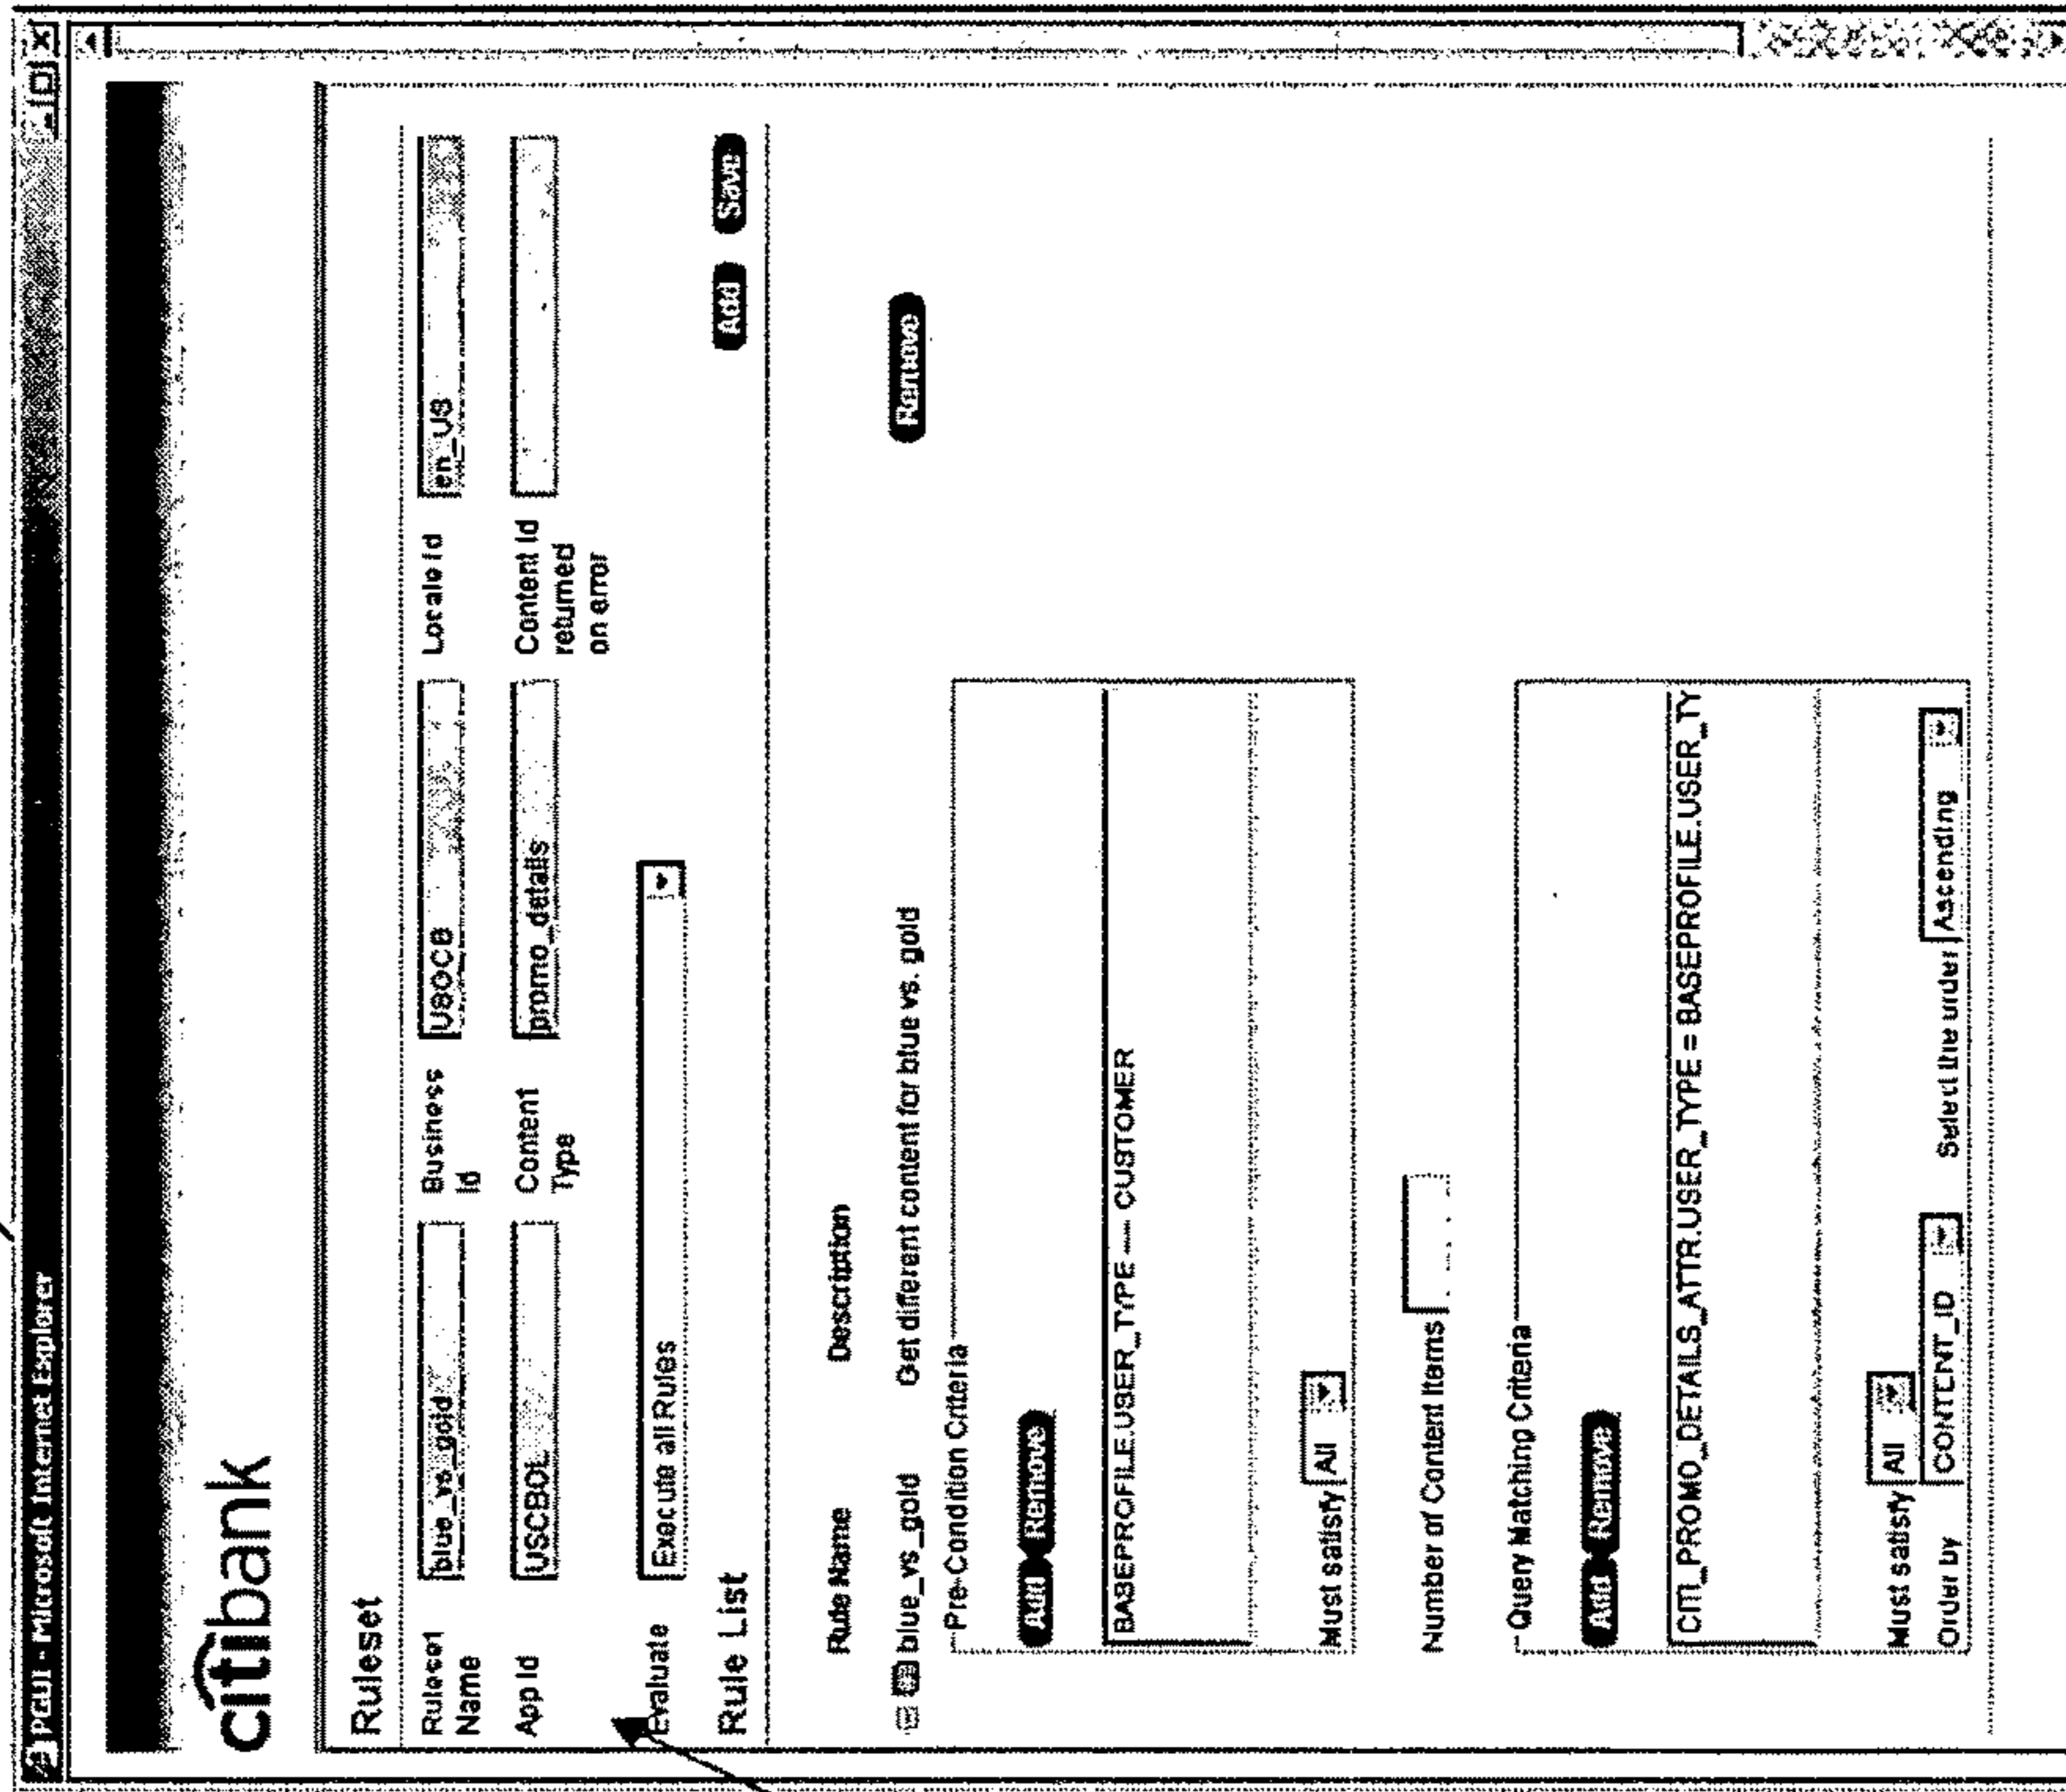 PGUI - Microsoft Internet Explorer
citibank
Ruleset
Ruleset Name blue_vs_gold Business Id USOCB Locale Id en_US
App Id USCBOL Content Type promo_details Content Id returned on error
Evaluate Execute all Rules
Rule List Add Save
Rule Name Description
blue_vs_gold Get different content for blue vs. gold Remove
Pre-Condition Criteria
Add Remove
BASEPROFILE.USER_TYPE — CUSTOMER
Must satisfy All
Number of Content Items
Query Matching Criteria
Add Remove
CITI_PROMO_DETAILS_ATTR.USER_TYPE = BASEPROFILE.USER_TY
Must satisfy All
Order by CONTENT_ID Select the order Ascending